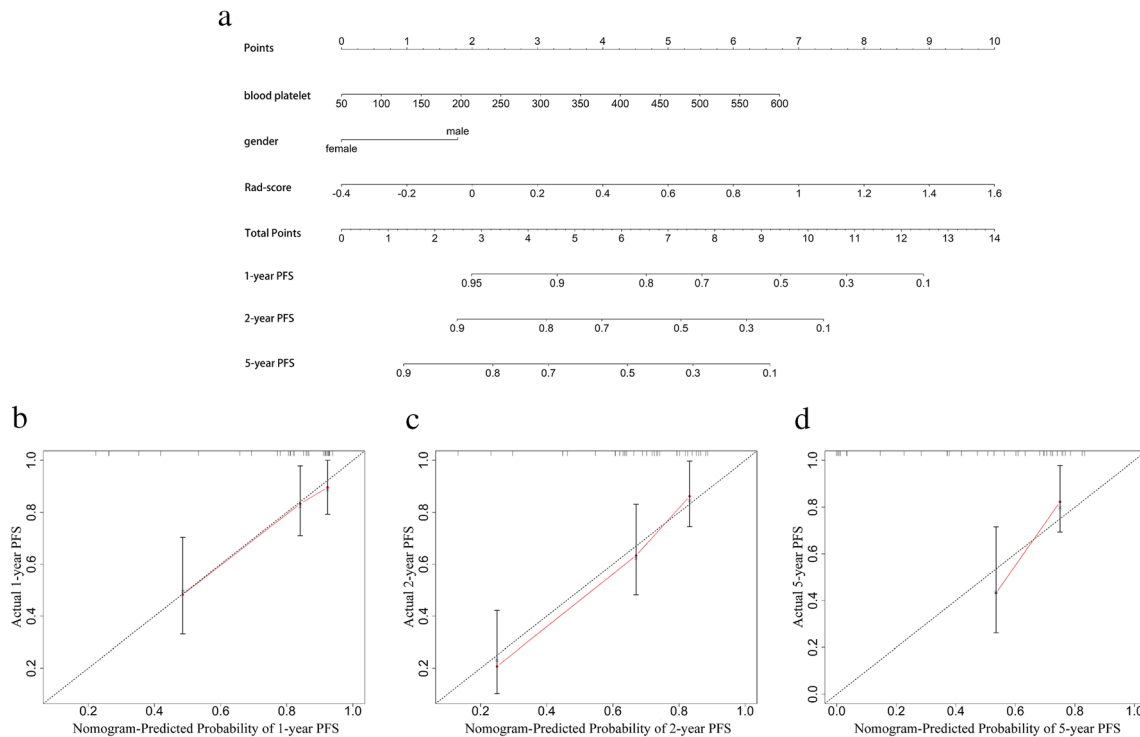 a
Points 0 1 2 3 4 5 6 7 8 9 10
blood platelet 50 100 150 200 250 300 350 400 450 500 550 600
gender female male
Rad-score -0.4 -0.2 0 0.2 0.4 0.6 0.8 1 1.2 1.4 1.6
Total Points 0 1 2 3 4 5 6 7 8 9 10 11 12 13 14
1-year PFS 0.95 0.9 0.8 0.7 0.5 0.3 0.1
2-year PFS 0.9 0.8 0.7 0.5 0.3 0.1
5-year PFS 0.9 0.8 0.7 0.5 0.3 0.1
b
Actual 1-year PFS
1.0
0.8
0.6
0.4
0.2
0.2 0.4 0.6 0.8 1.0
Nomogram-Predicted Probability of 1-year PFS
c
Actual 2-year PFS
1.0
0.8
0.6
0.4
0.2
0.2 0.4 0.6 0.8 1.0
Nomogram-Predicted Probability of 2-year PFS
d
Actual 5-year PFS
1.0
0.8
0.6
0.4
0.2
0.0
0.0 0.2 0.4 0.6 0.8 1.0
Nomogram-Predicted Probability of 5-year PFS